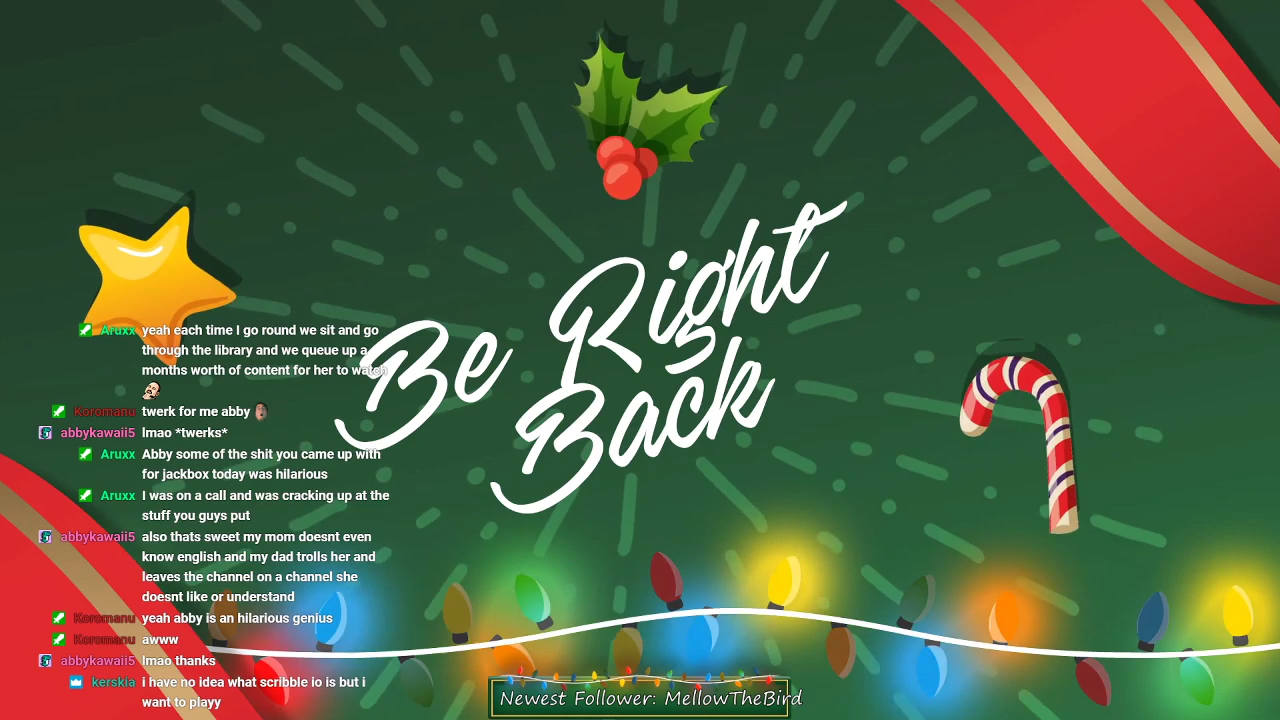 Be Right
Back
Aruxx yeah each time I go round we sit and go
through the library and we queue up a
months worth of content for her to watch
Koromanu twerk for me abby
abbykawaii5 lmao *twerks*
Aruxx Abby some of the shit you came up with
for jackbox today was hilarious
Aruxx I was on a call and was cracking up at the
stuff you guys put
abbykawaii5 also thats sweet my mom doesnt even
know english and my dad trolls her and
leaves the channel on a channel she
doesnt like or understand
Koromanu yeah abby is an hilarious genius
Koromanu awww
abbykawaii5 lmao thanks
kerskia i have no idea what scribble io is but i
want to playy
Newest Follower: MellowTheBird